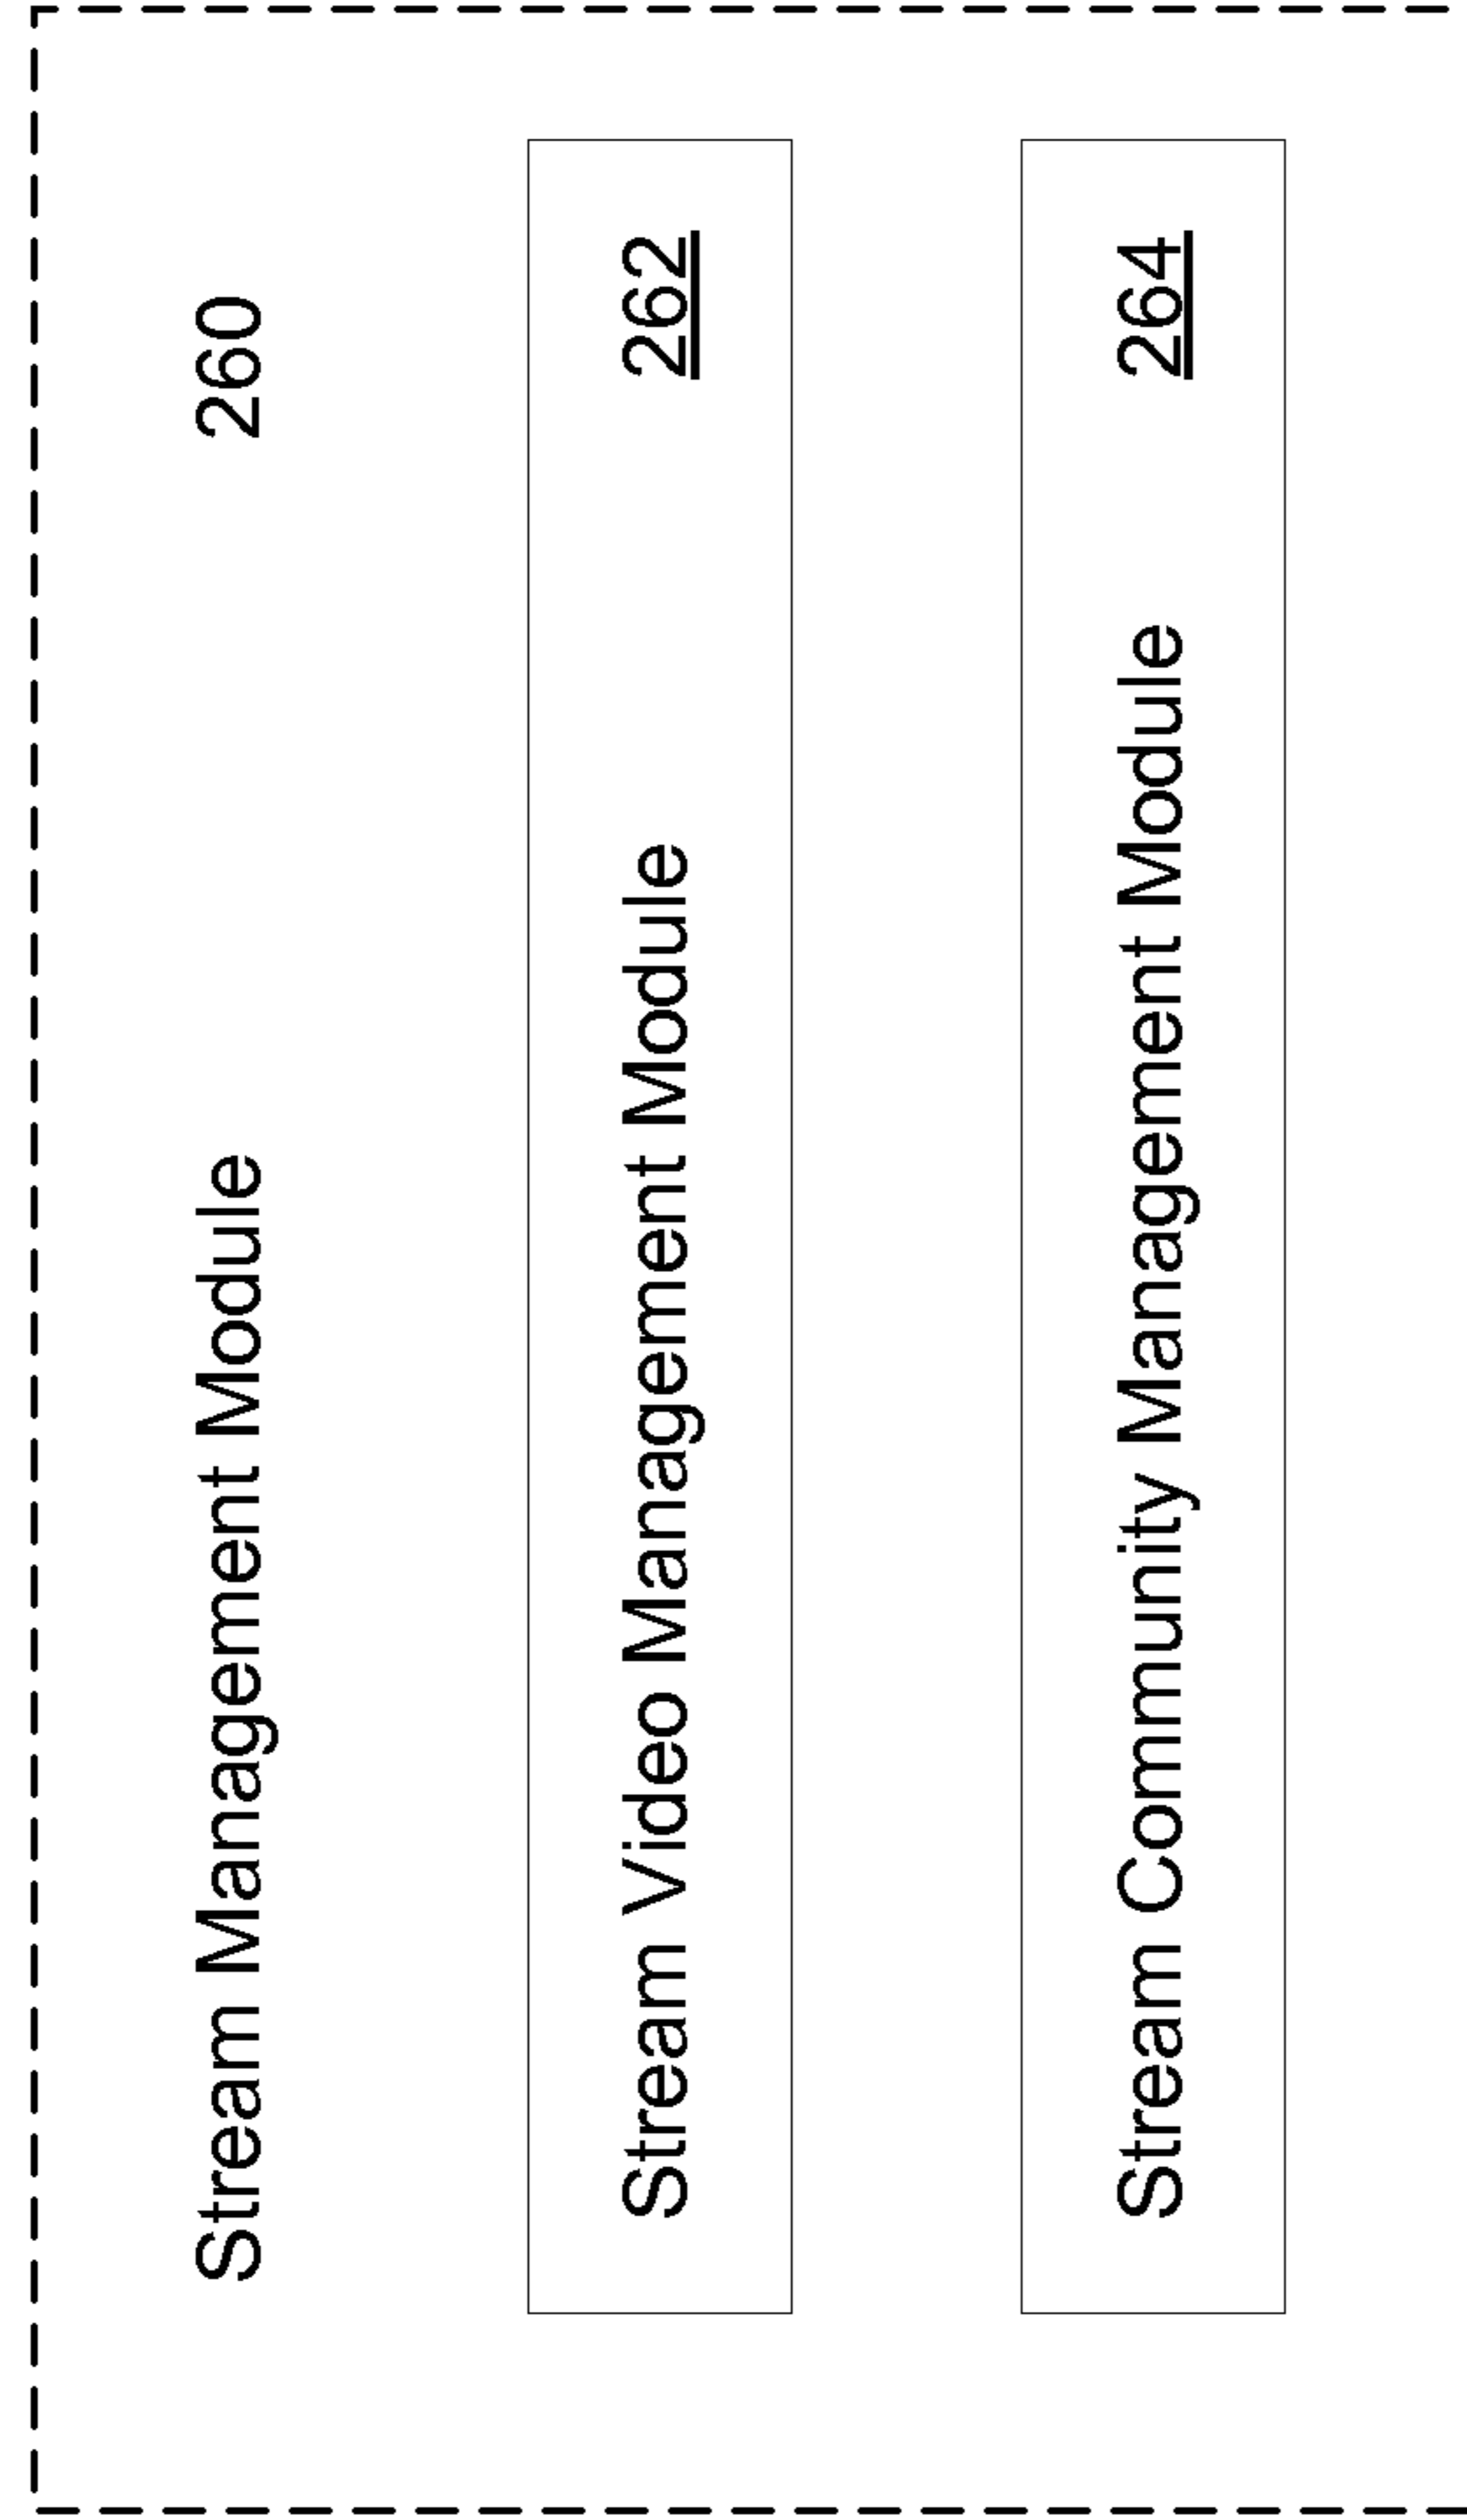 Stream Management Module 260
Stream Video Management Module 262
Stream Community Management Module 264